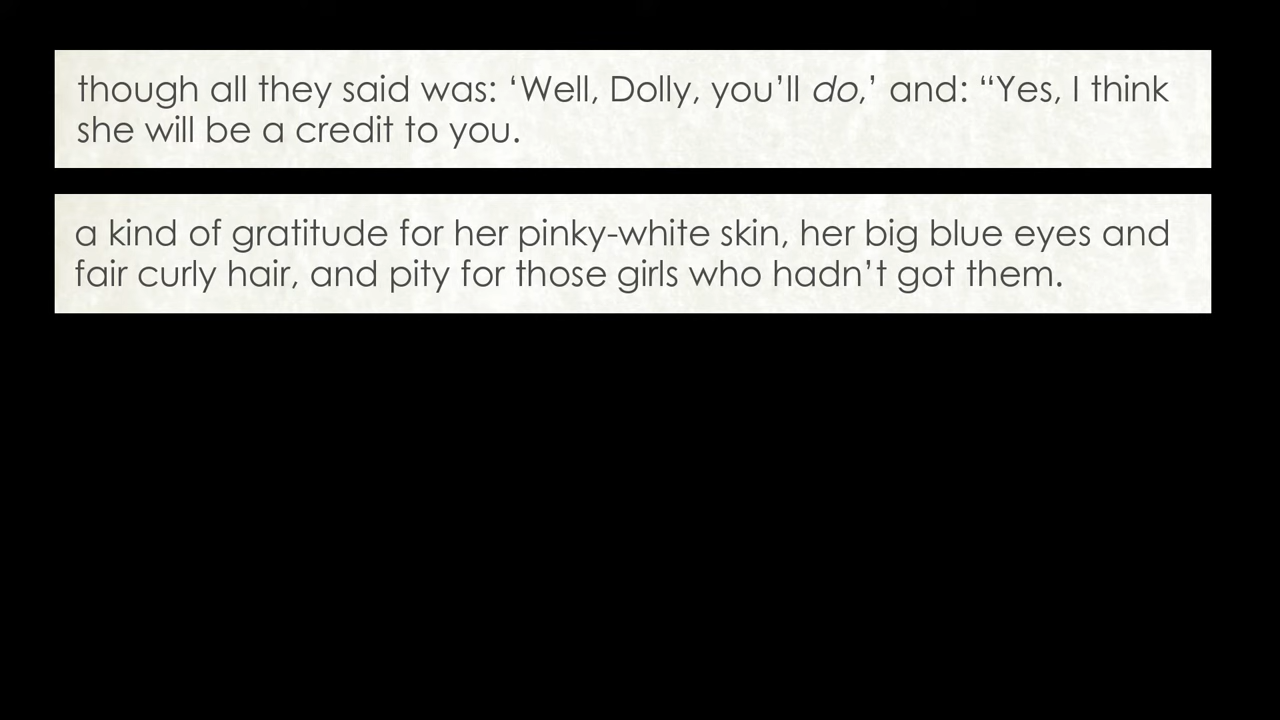 though all they said was: ‘Well, Dolly, you’ll do,’ and: “Yes, I think
she will be a credit to you.
a kind of gratitude for her pinky-white skin, her big blue eyes and
fair curly hair, and pity for those girls who hadn’t got them.